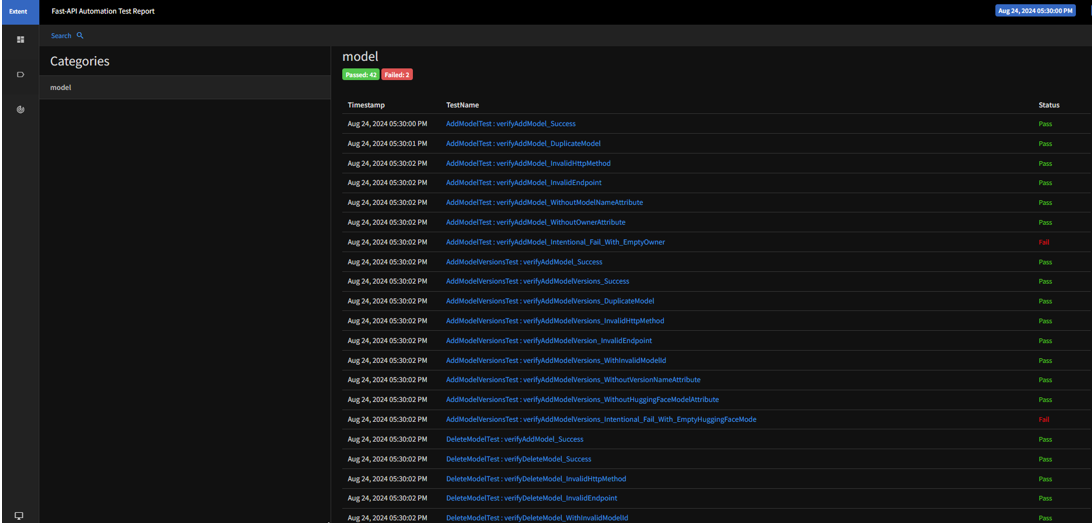 Extent Fast-API Automation Test Report Aug 24, 2024 05:30:00 PM
Search
Categories
model
model
Passed: 42 Failed: 2
Timestamp TestName Status
Aug 24, 2024 05:30:00 PM AddModelTest : verifyAddModel_Success Pass
Aug 24, 2024 05:30:01 PM AddModelTest : verifyAddModel_DuplicateModel Pass
Aug 24, 2024 05:30:02 PM AddModelTest : verifyAddModel_InvalidHttpMethod Pass
Aug 24, 2024 05:30:02 PM AddModelTest : verifyAddModel_InvalidEndpoint Pass
Aug 24, 2024 05:30:02 PM AddModelTest : verifyAddModel_WithoutModelNameAttribute Pass
Aug 24, 2024 05:30:02 PM AddModelTest : verifyAddModel_WithoutOwnerAttribute Pass
Aug 24, 2024 05:30:02 PM AddModelTest : verifyAddModel_Intentional_Fail_With_EmptyOwner Fail
Aug 24, 2024 05:30:02 PM AddModelVersionsTest : verifyAddModel_Success Pass
Aug 24, 2024 05:30:02 PM AddModelVersionsTest : verifyAddModelVersions_Success Pass
Aug 24, 2024 05:30:02 PM AddModelVersionsTest : verifyAddModelVersions_DuplicateModel Pass
Aug 24, 2024 05:30:02 PM AddModelVersionsTest : verifyAddModelVersions_InvalidHttpMethod Pass
Aug 24, 2024 05:30:02 PM AddModelVersionsTest : verifyAddModelVersion_InvalidEndpoint Pass
Aug 24, 2024 05:30:02 PM AddModelVersionsTest : verifyAddModelVersions_WithInvalidModelId Pass
Aug 24, 2024 05:30:02 PM AddModelVersionsTest : verifyAddModelVersions_WithoutVersionNameAttribute Pass
Aug 24, 2024 05:30:02 PM AddModelVersionsTest : verifyAddModelVersions_WithoutHuggingFaceModelAttribute Pass
Aug 24, 2024 05:30:02 PM AddModelVersionsTest : verifyAddModelVersions_Intentional_Fail_With_EmptyHuggingFaceMode Fail
Aug 24, 2024 05:30:02 PM DeleteModelTest : verifyAddModel_Success Pass
Aug 24, 2024 05:30:02 PM DeleteModelTest : verifyDeleteModel_Success Pass
Aug 24, 2024 05:30:02 PM DeleteModelTest : verifyDeleteModel_InvalidHttpMethod Pass
Aug 24, 2024 05:30:02 PM DeleteModelTest : verifyDeleteModel_InvalidEndpoint Pass
Aug 24, 2024 05:30:02 PM DeleteModelTest : verifyDeleteModel_WithInvalidModelId Pass